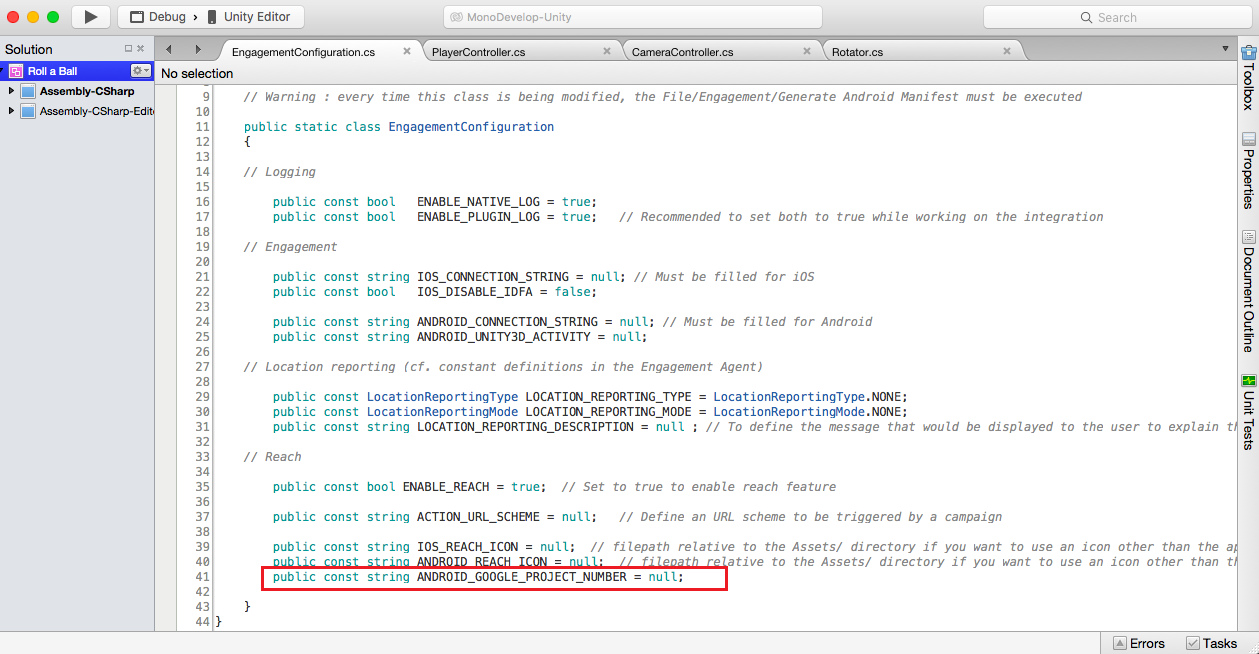 Debug › Unity Editor
MonoDevelop-Unity
Search
Solution
Roll a Ball
Assembly-CSharp
Assembly-CSharp-Edit
EngagementConfiguration.cs
PlayerController.cs
CameraController.cs
Rotator.cs
No selection
9 // Warning : every time this class is being modified, the File/Engagement/Generate Android Manifest must be executed
10
11 public static class EngagementConfiguration
12 {
13
14 // Logging
15
16 public const bool ENABLE_NATIVE_LOG = true;
17 public const bool ENABLE_PLUGIN_LOG = true; // Recommended to set both to true while working on the integration
18
19 // Engagement
20
21 public const string IOS_CONNECTION_STRING = null; // Must be filled for iOS
22 public const bool IOS_DISABLE_IDFA = false;
23
24 public const string ANDROID_CONNECTION_STRING = null; // Must be filled for Android
25 public const string ANDROID_UNITY3D_ACTIVITY = null;
26
27 // Location reporting (cf. constant definitions in the Engagement Agent)
28
29 public const LocationReportingType LOCATION_REPORTING_TYPE = LocationReportingType.NONE;
30 public const LocationReportingMode LOCATION_REPORTING_MODE = LocationReportingMode.NONE;
31 public const string LOCATION_REPORTING_DESCRIPTION = null ; // To define the message that would be displayed to the user to explain th
32
33 // Reach
34
35 public const bool ENABLE_REACH = true; // Set to true to enable reach feature
36
37 public const string ACTION_URL_SCHEME = null; // Define an URL scheme to be triggered by a campaign
38
39 public const string IOS_REACH_ICON = null; // filepath relative to the Assets/ directory if you want to use an icon other than the ap
40 public const string ANDROID_REACH_ICON = null; // filepath relative to the Assets/ directory if you want to use an icon other than th
41 public const string ANDROID_GOOGLE_PROJECT_NUMBER = null;
42
43 }
44 }
Toolbox
Properties
Document Outline
Unit Tests
Errors
Tasks